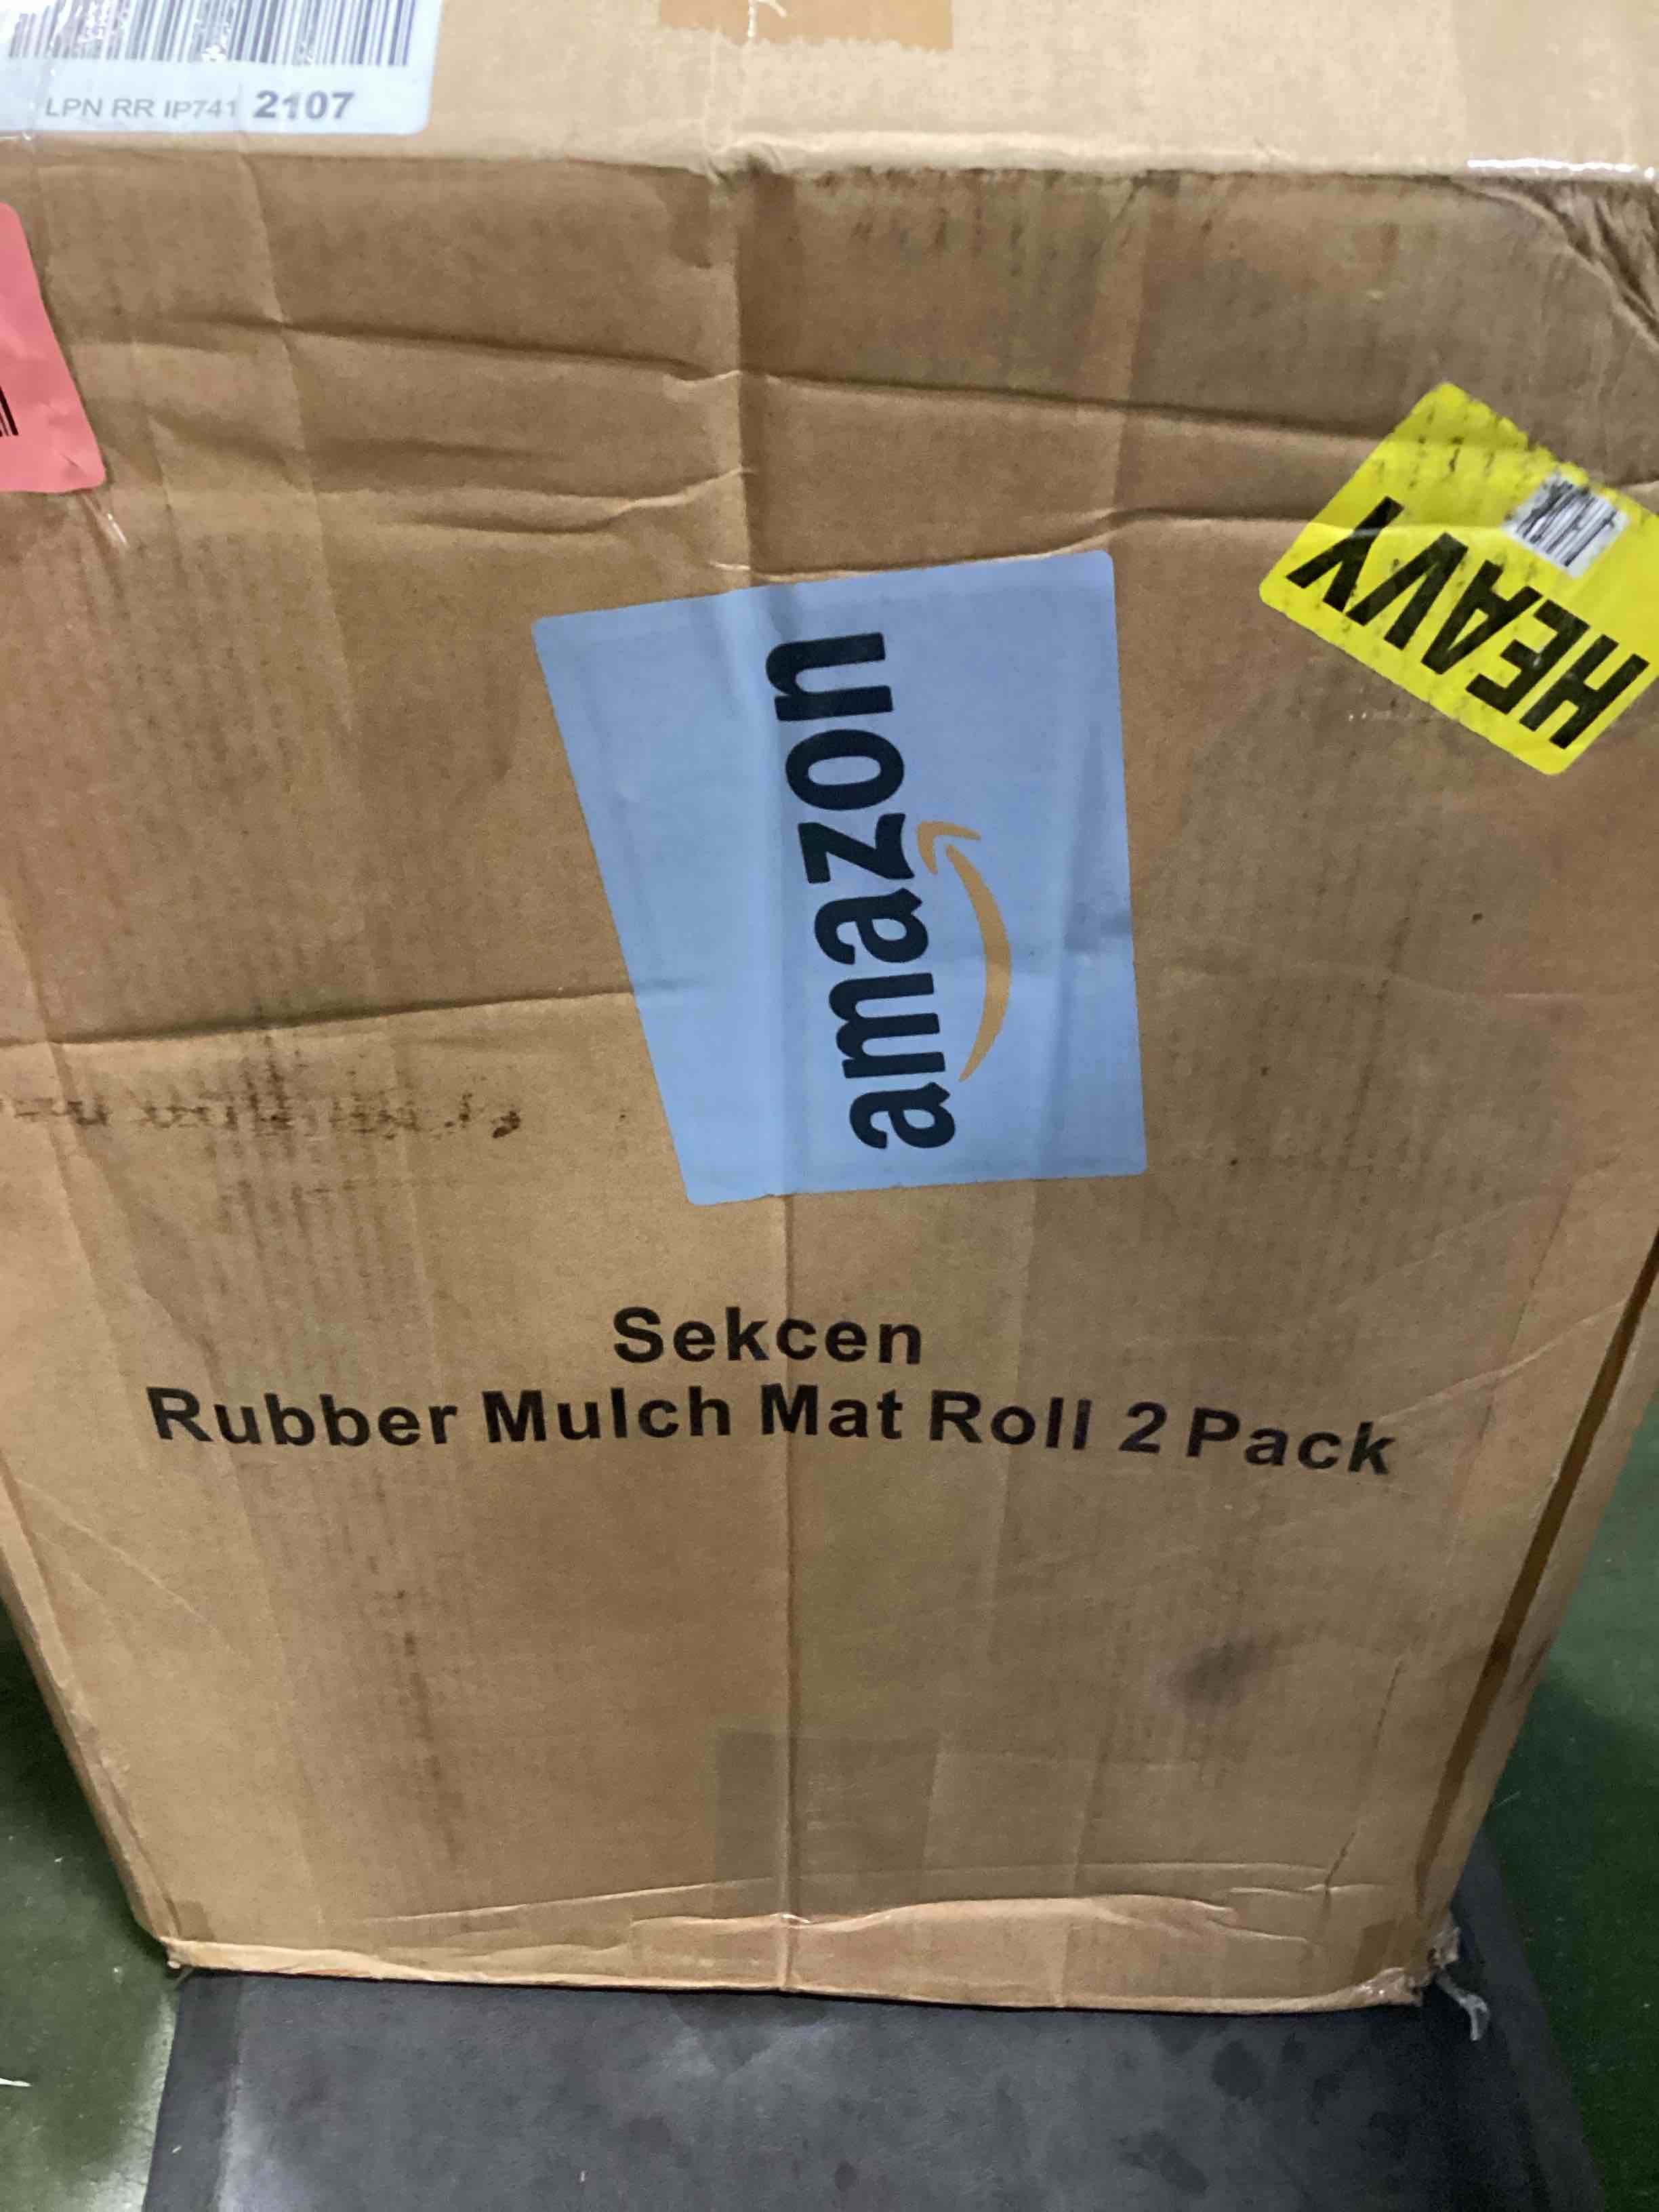 LPN RR IP741 2107
HEAVY
amazon
Sekcen
Rubber Mulch Mat Roll 2 Pack